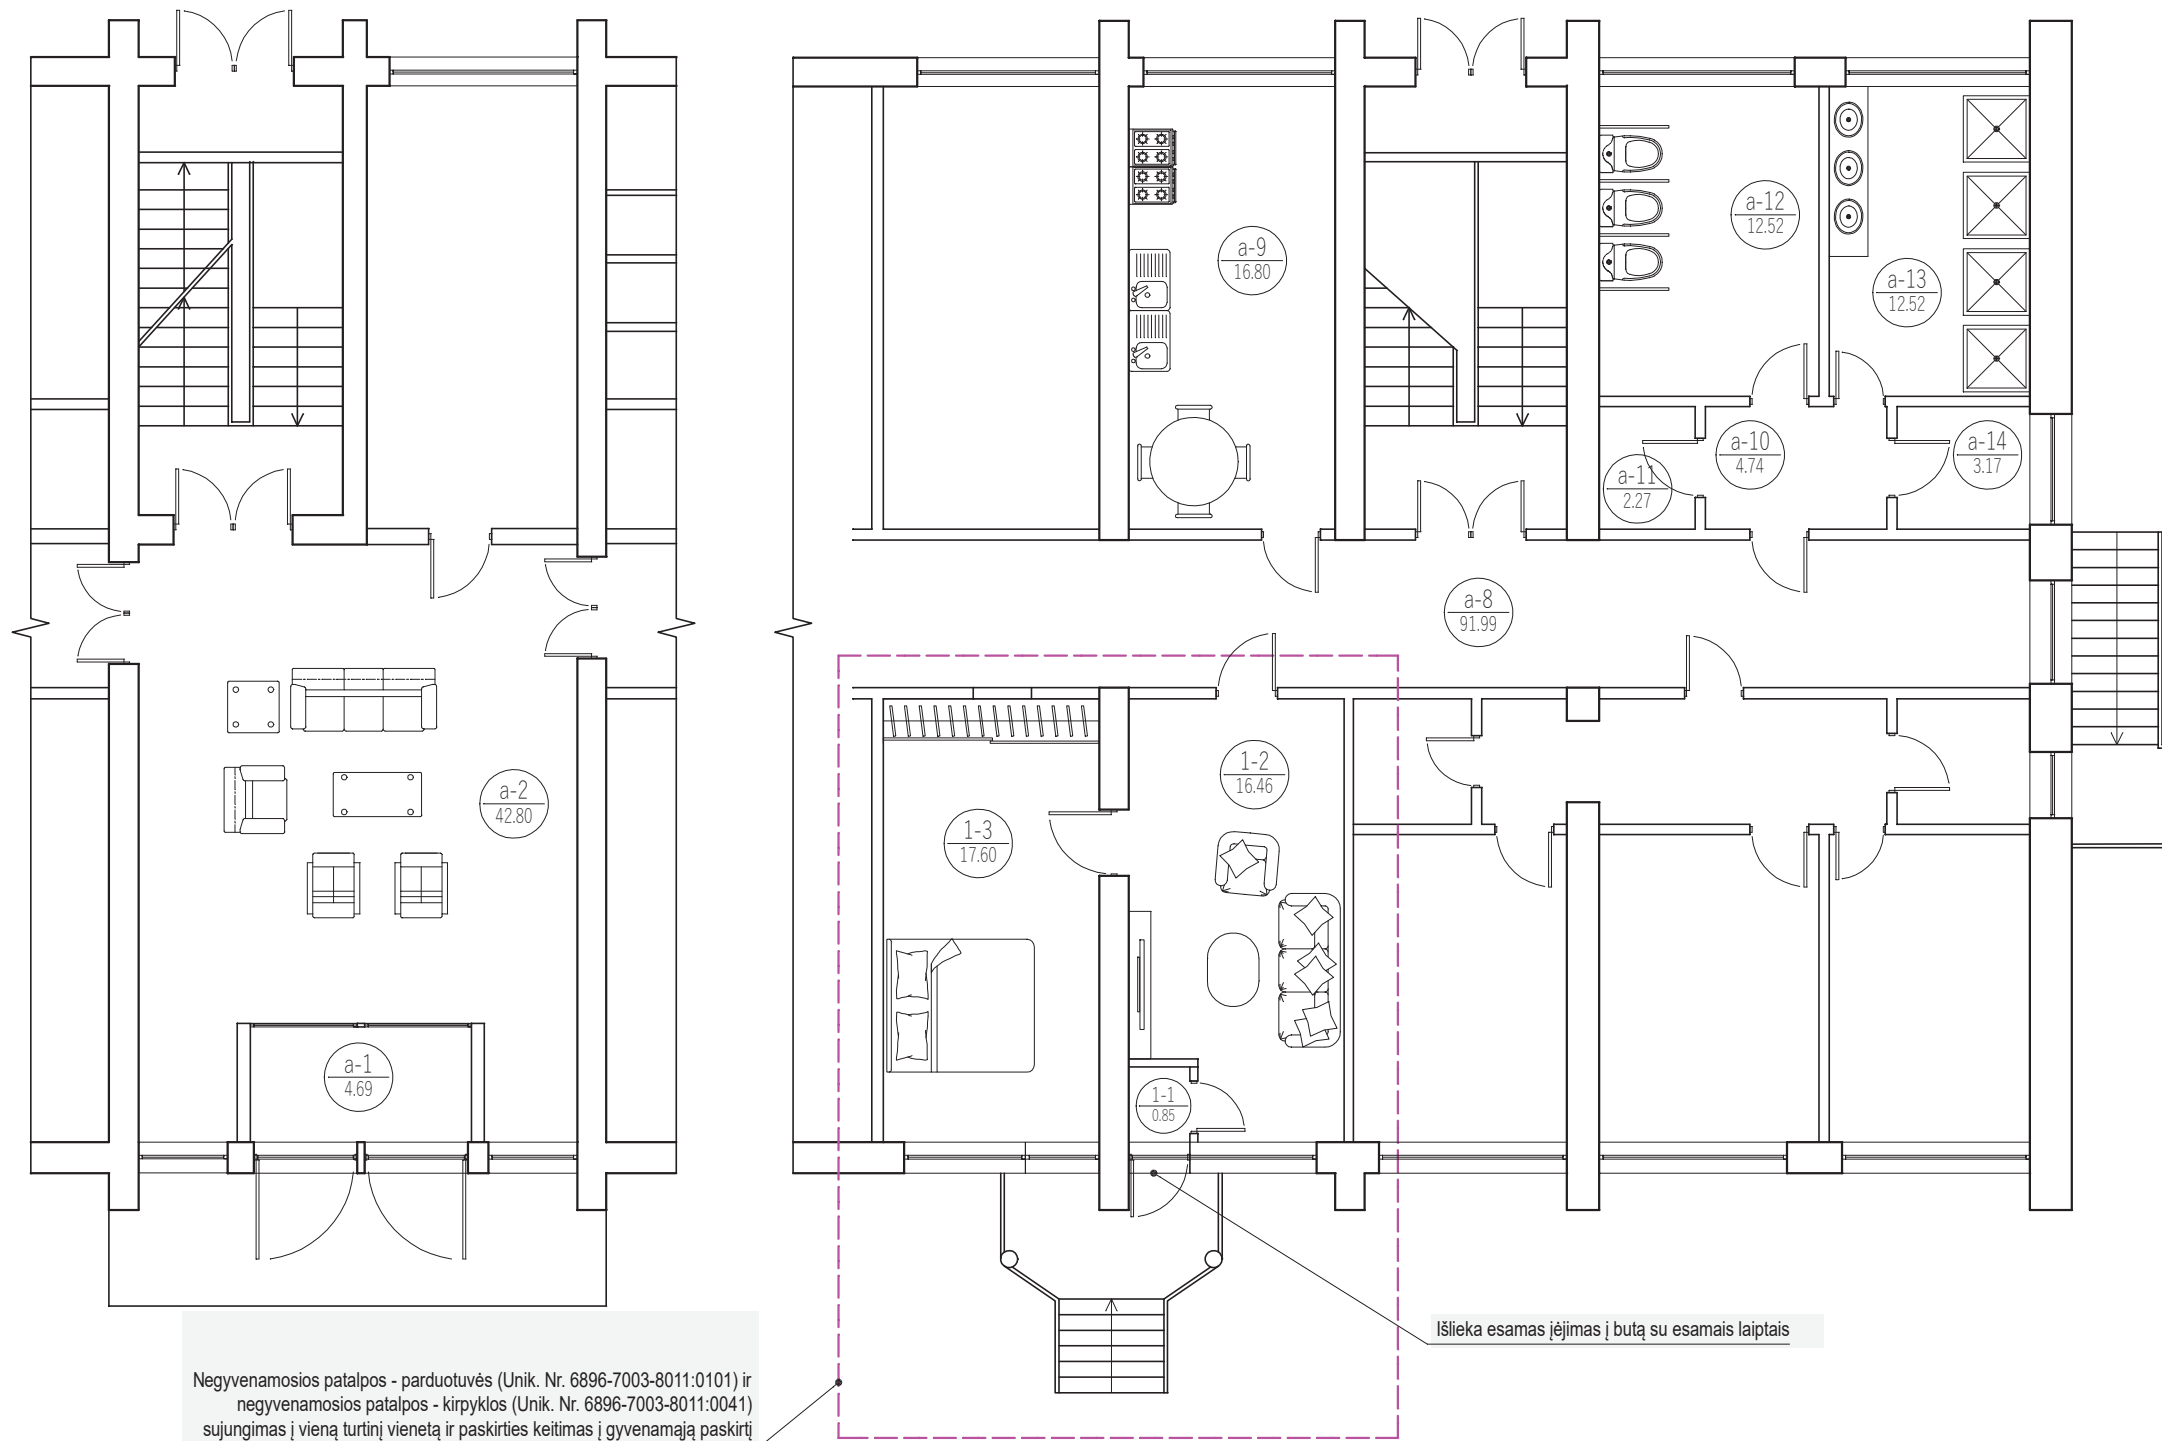 a-9
16.80
a-12
12.52
a-13
12.52
a-10
4.74
a-14
3.17
a-11
2.27
a-8
91.99
a-2
42.80
1-2
16.46
1-3
17.60
a-1
4.69
1-1
0.85
Išlieka esamas įėjimas į butą su esamais laiptais
Negyvenamosios patalpos - parduotuvės (Unik. Nr. 6896-7003-8011:0101) ir
negyvenamosios patalpos - kirpyklos (Unik. Nr. 6896-7003-8011:0041)
sujungimas į vieną turtinį vienetą ir paskirties keitimas į gyvenamąją paskirtį